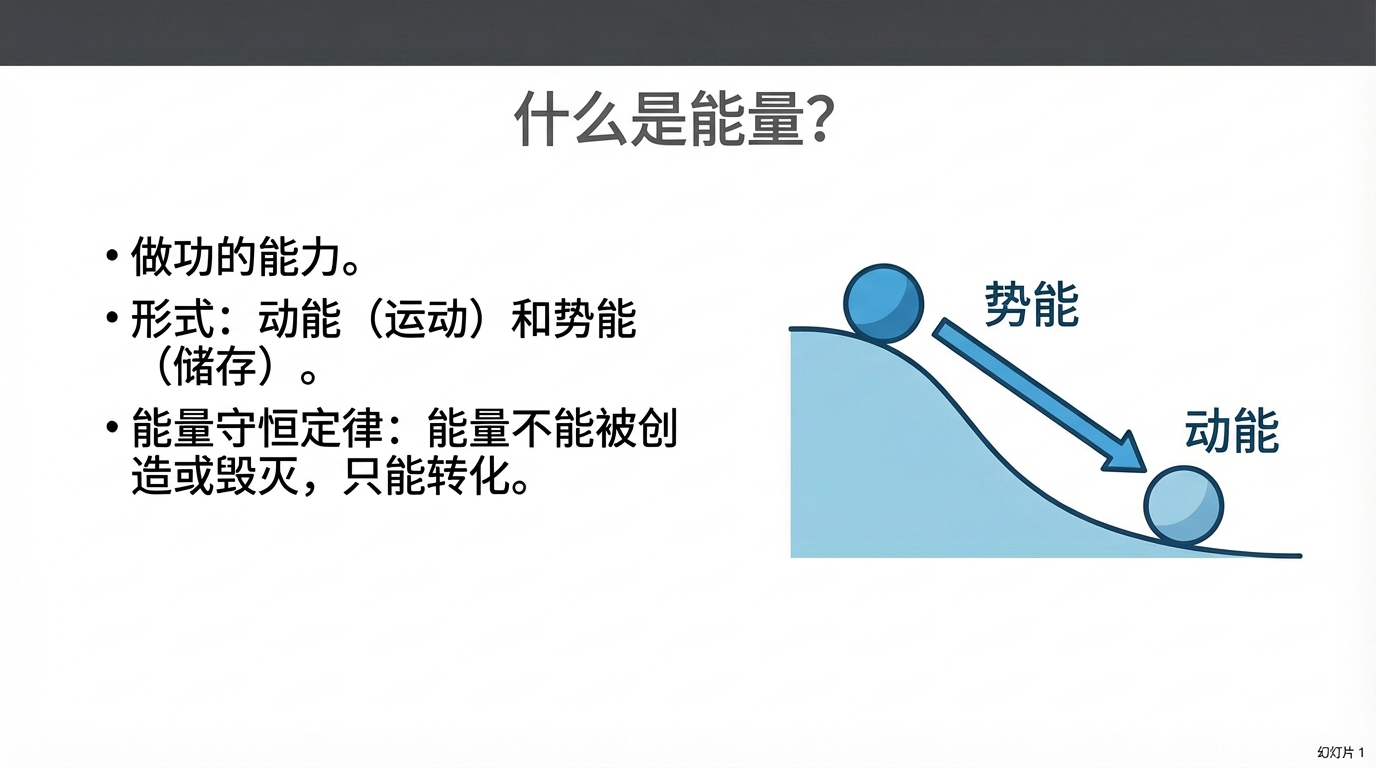 什么是能量？
• 做功的能力。
• 形式：动能（运动）和势能
（储存）。
• 能量守恒定律：能量不能被创
造或毁灭，只能转化。
势能
动能
幻灯片 1